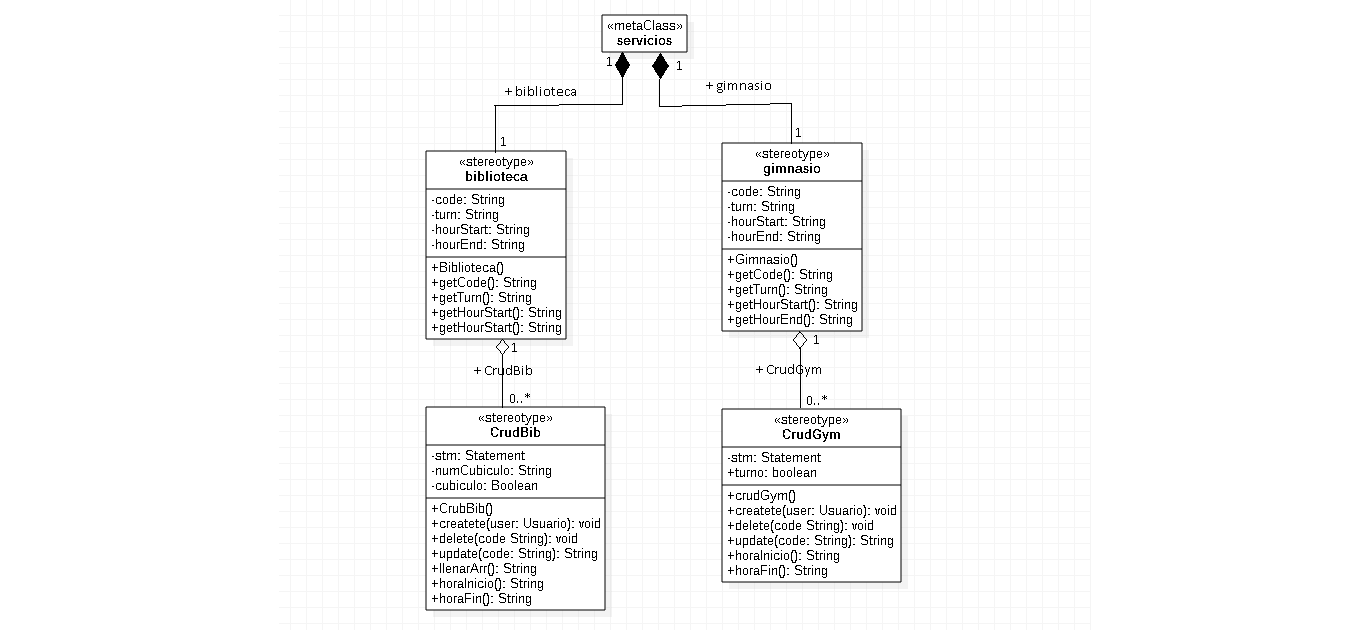 «metaClass»
servicios
1
1
+ biblioteca
+ gimnasio
1
1
«stereotype»
biblioteca
-code: String
-turn: String
-hourStart: String
-hourEnd: String
+Biblioteca()
+getCode(): String
+getTurn(): String
+getHourStart(): String
+getHourStart(): String
«stereotype»
gimnasio
-code: String
-turn: String
-hourStart: String
-hourEnd: String
+Gimnasio()
+getCode(): String
+getTurn(): String
+getHourStart(): String
+getHourEnd(): String
1
+ CrudBib
0..*
1
+ CrudGym
0..*
«stereotype»
CrudBib
-stm: Statement
-numCubiculo: String
-cubiculo: Boolean
+CrubBib()
+createte(user: Usuario): void
+delete(code String): void
+update(code: String): String
+llenarArr(): String
+horaInicio(): String
+horaFin(): String
«stereotype»
CrudGym
-stm: Statement
+turno: boolean
+crudGym()
+createte(user: Usuario): void
+delete(code String): void
+update(code: String): String
+horaInicio(): String
+horaFin(): String